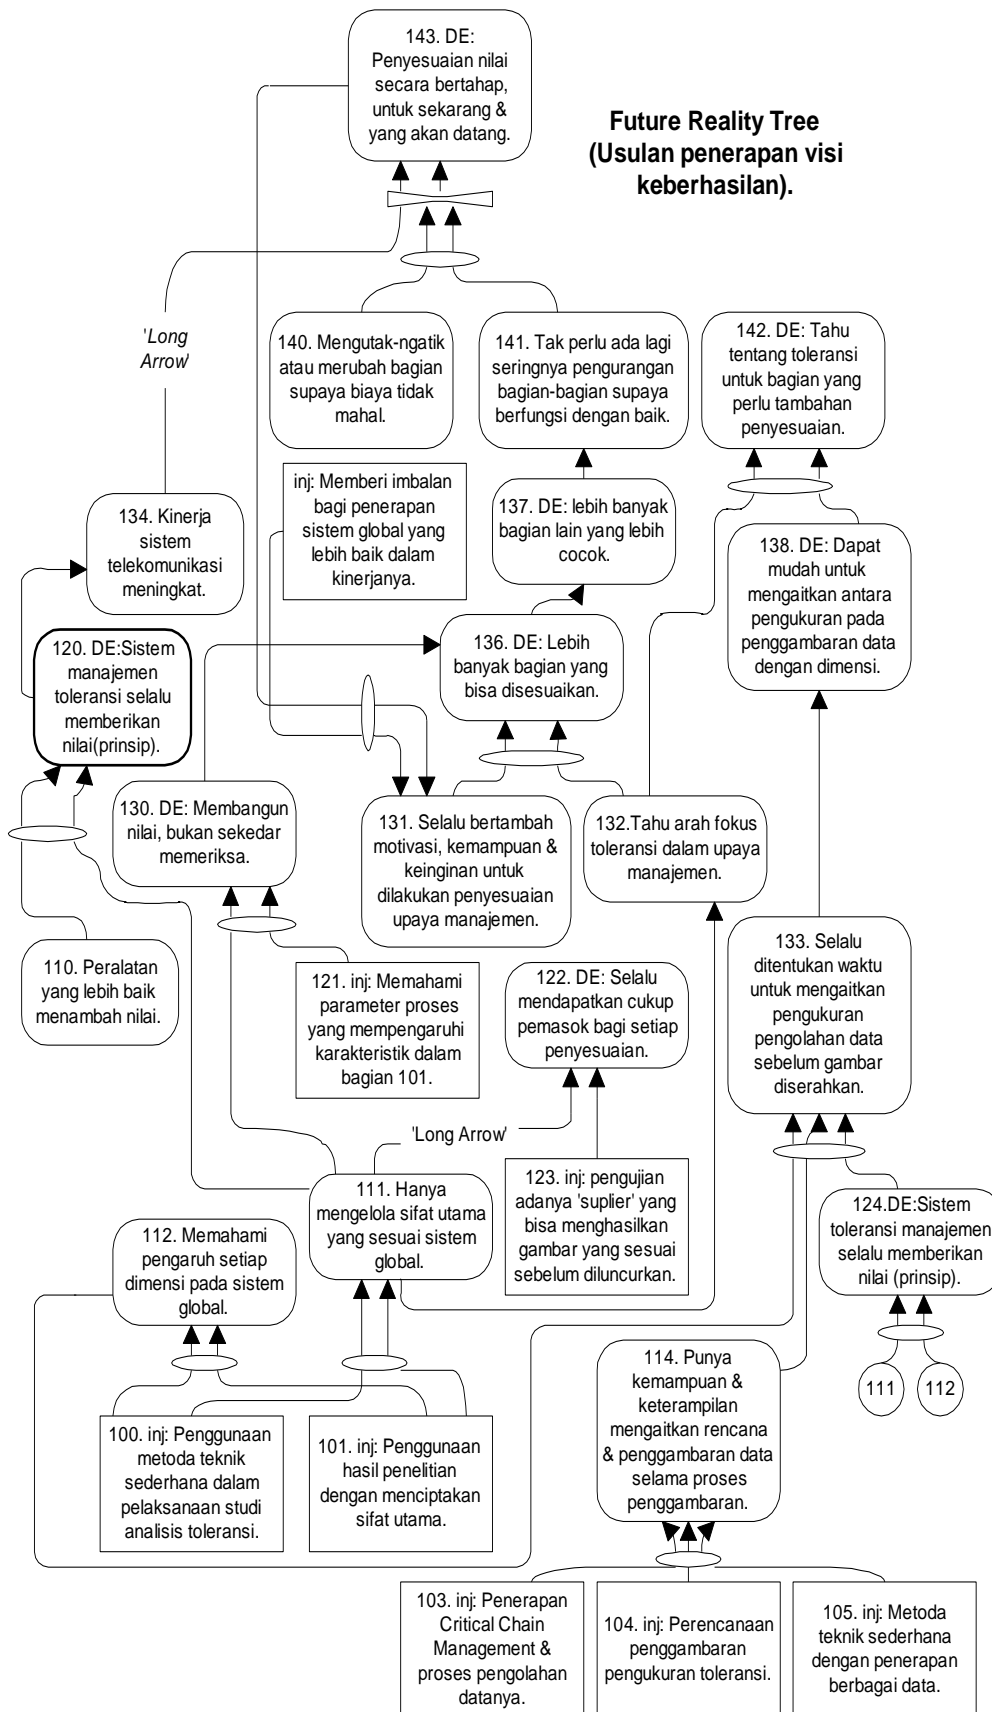 143. DE:
Penyesuaian nilai
secara bertahap,
untuk sekarang &
yang akan datang.
Future Reality Tree
(Usulan penerapan visi
keberhasilan).
'Long
Arrow'
140. Mengutak-ngatik
atau merubah bagian
supaya biaya tidak
mahal.
141. Tak perlu ada lagi
seringnya pengurangan
bagian-bagian supaya
berfungsi dengan baik.
142. DE: Tahu
tentang toleransi
untuk bagian yang
perlu tambahan
penyesuaian.
inj: Memberi imbalan
bagi penerapan
sistem global yang
lebih baik dalam
kinerjanya.
137. DE: lebih banyak
bagian lain yang lebih
cocok.
134. Kinerja
sistem
telekomunikasi
meningkat.
138. DE: Dapat
mudah untuk
mengaitkan antara
pengukuran pada
penggambaran data
dengan dimensi.
120. DE:Sistem
manajemen
toleransi selalu
memberikan
nilai(prinsip).
136. DE: Lebih
banyak bagian yang
bisa disesuaikan.
130. DE: Membangun
nilai, bukan sekedar
memeriksa.
131. Selalu bertambah
motivasi, kemampuan &
keinginan untuk
dilakukan penyesuaian
upaya manajemen.
132.Tahu arah fokus
toleransi dalam upaya
manajemen.
110. Peralatan
yang lebih baik
menambah nilai.
121. inj: Memahami
parameter proses
yang mempengaruhi
karakteristik dalam
bagian 101.
122. DE: Selalu
mendapatkan cukup
pemasok bagi setiap
penyesuaian.
133. Selalu
ditentukan waktu
untuk mengaitkan
pengukuran
pengolahan data
sebelum gambar
diserahkan.
'Long Arrow'
111. Hanya
mengelola sifat utama
yang sesuai sistem
global.
123. inj: pengujian
adanya 'suplier' yang
bisa menghasilkan
gambar yang sesuai
sebelum diluncurkan.
124.DE:Sistem
toleransi manajemen
selalu memberikan
nilai (prinsip).
112. Memahami
pengaruh setiap
dimensi pada sistem
global.
114. Punya
kemampuan &
keterampilan
mengaitkan rencana
& penggambaran data
selama proses
penggambaran.
111
112
100. inj: Penggunaan
metoda teknik
sederhana dalam
pelaksanaan studi
analisis toleransi.
101. inj: Penggunaan
hasil penelitian
dengan menciptakan
sifat utama.
103. inj: Penerapan
Critical Chain
Management &
proses pengolahan
datanya.
104. inj: Perencanaan
penggambaran
pengukuran toleransi.
105. inj: Metoda
teknik sederhana
dengan penerapan
berbagai data.